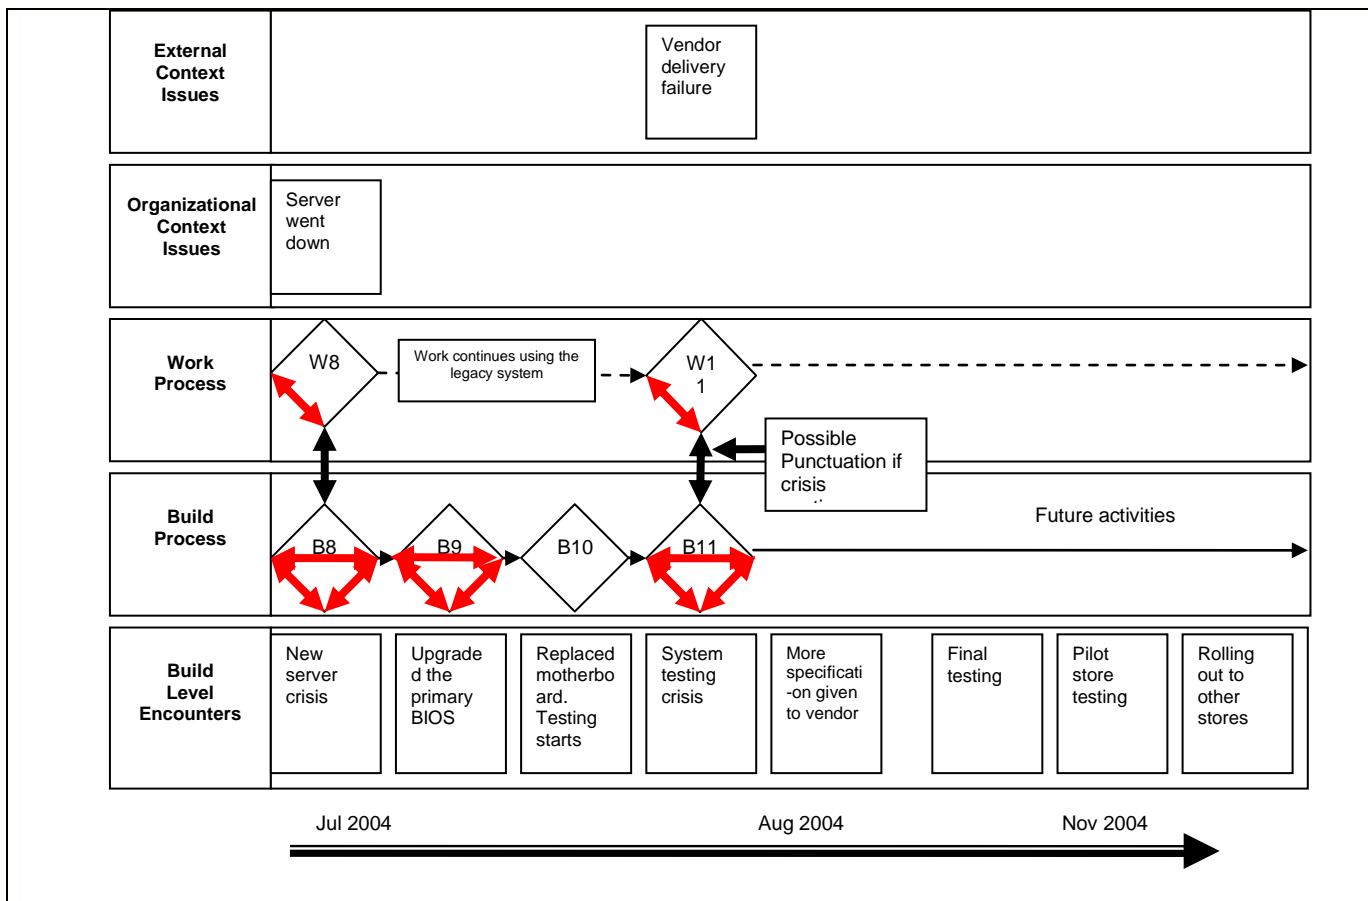 External
Context
Issues
Vendor
delivery
failure
Organizational
Context
Issues
Server
went
down
Work
Process
W8
Work continues using the
legacy system
W1
1
Possible
Punctuation if
crisis
Build
Process
B8
B9
B10
B11
Future activities
Build
Level
Encounters
New
server
crisis
Upgrade
d the
primary
BIOS
Replaced
motherbo
ard.
Testing
starts
System
testing
crisis
More
specificati
-on given
to vendor
Final
testing
Pilot
store
testing
Rolling
out to
other
stores
Jul 2004
Aug 2004
Nov 2004